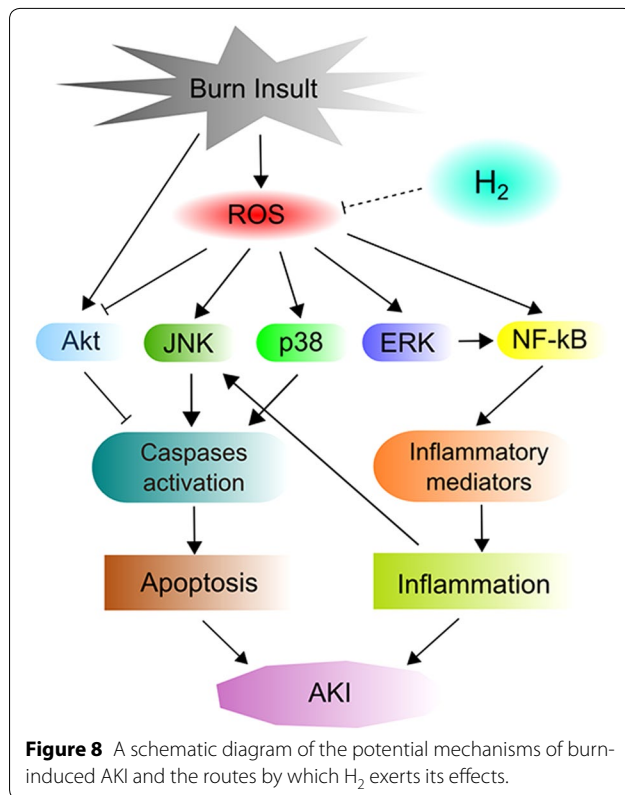 Burn Insult
H₂
ROS
Akt
JNK
p38
ERK
NF-kB
Caspases
activation
Inflammatory
mediators
Apoptosis
Inflammation
AKI
Figure 8 A schematic diagram of the potential mechanisms of burn-
induced AKI and the routes by which H₂ exerts its effects.